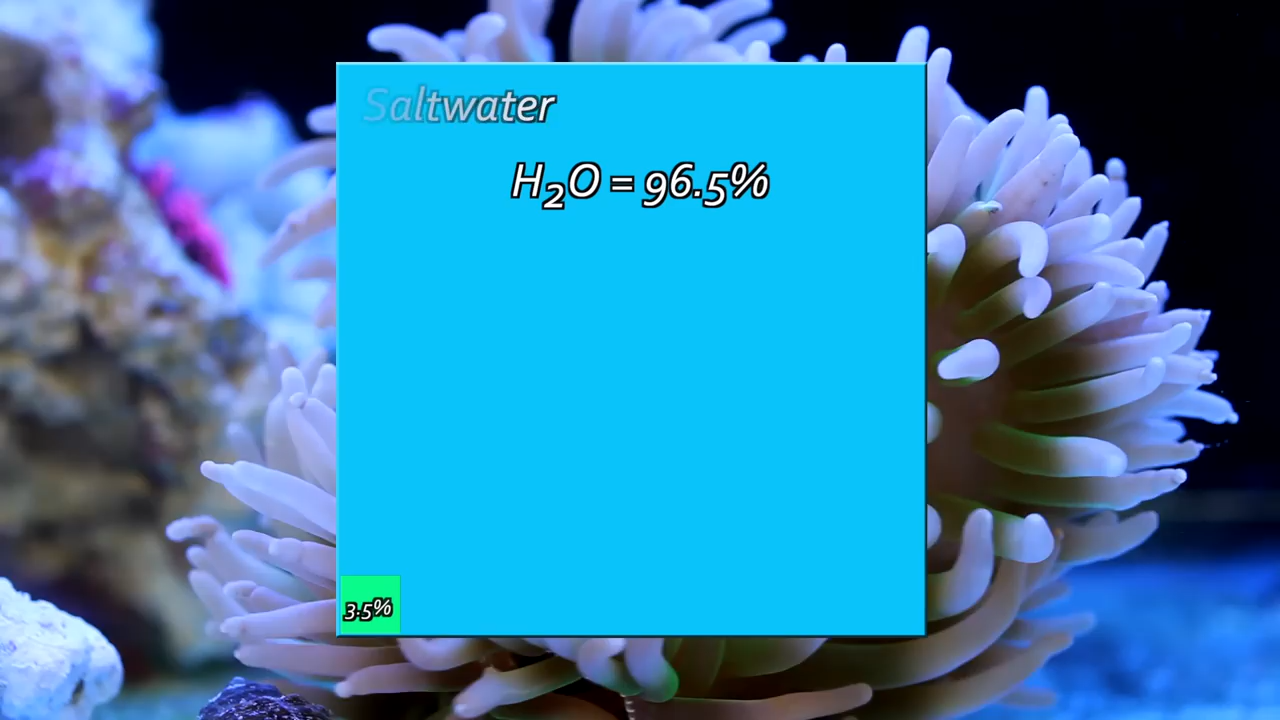 Saltwater
H₂O = 96.5%
3.5%